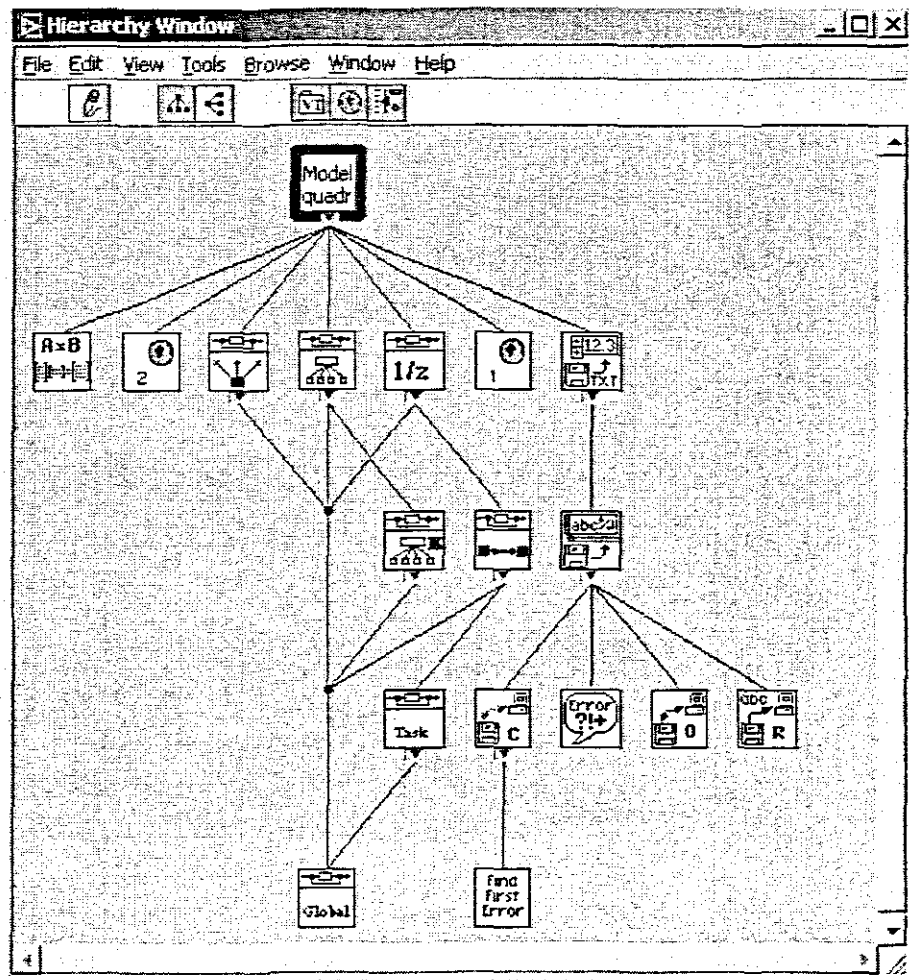 Hierarchy Window
File Edit View Tools Browse Window Help
VI
Model
quadr
A×B
2
1/z
1
12.3
TXT
abc
Task
C
Error
?!+
O
abc
R
Global
find
first
Error